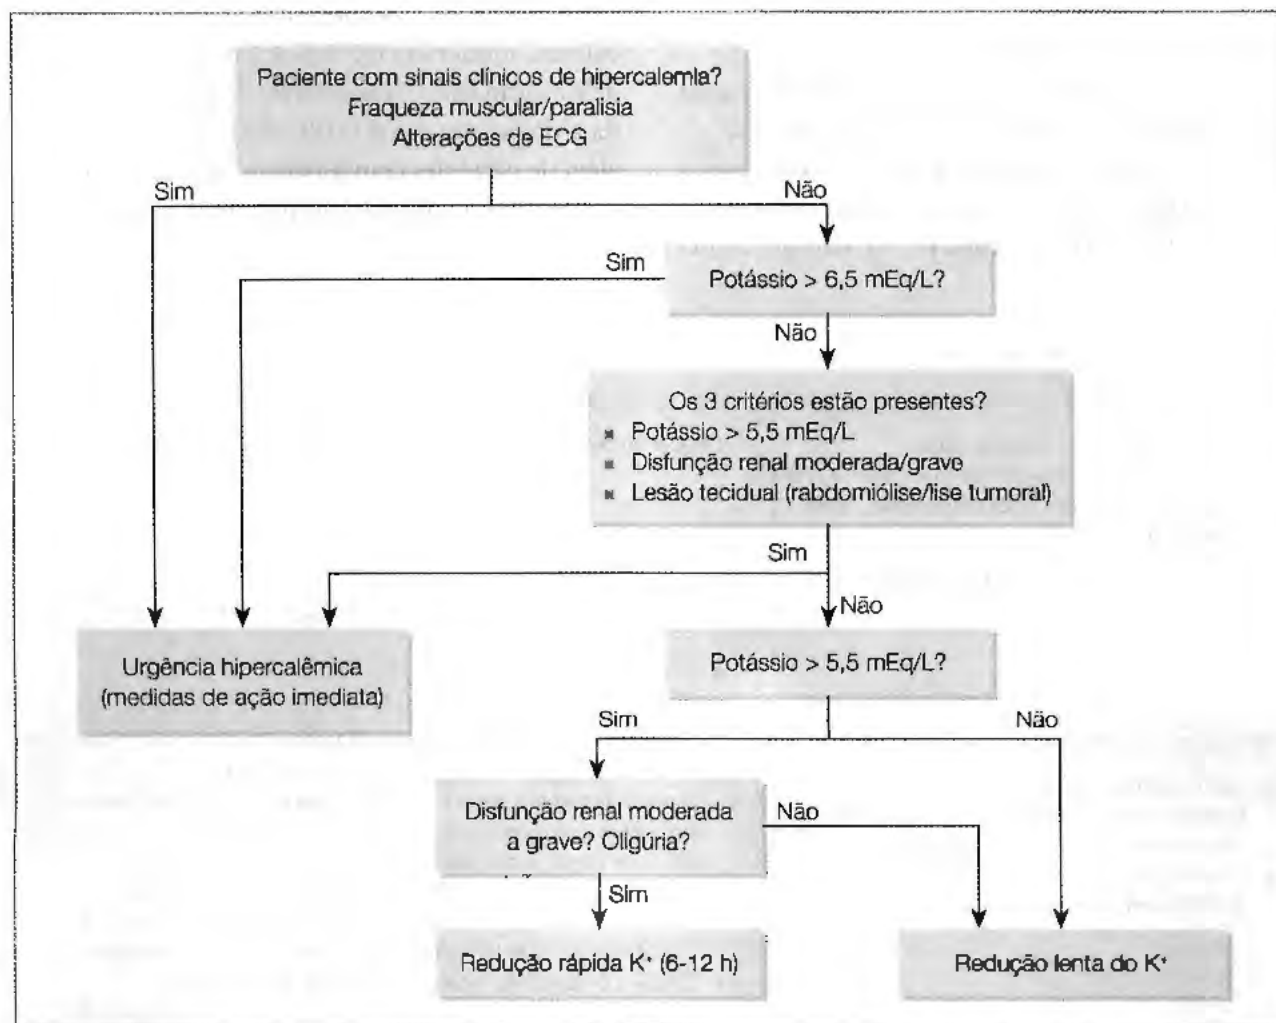 Paciente com sinais clínicos de hipercalemia?
Fraqueza muscular/paralisia
Alterações de ECG
Sim
Não
Sim
Potássio > 6,5 mEq/L?
Não
Os 3 critérios estão presentes?
Potássio > 5,5 mEq/L
Disfunção renal moderada/grave
Lesão tecidual (rabdomiólise/lise tumoral)
Sim
Não
Urgência hipercalêmica
(medidas de ação imediata)
Potássio > 5,5 mEq/L?
Sim
Não
Disfunção renal moderada
a grave? Oligúria?
Não
Sim
Redução rápida K⁺ (6-12 h)
Redução lenta do K⁺